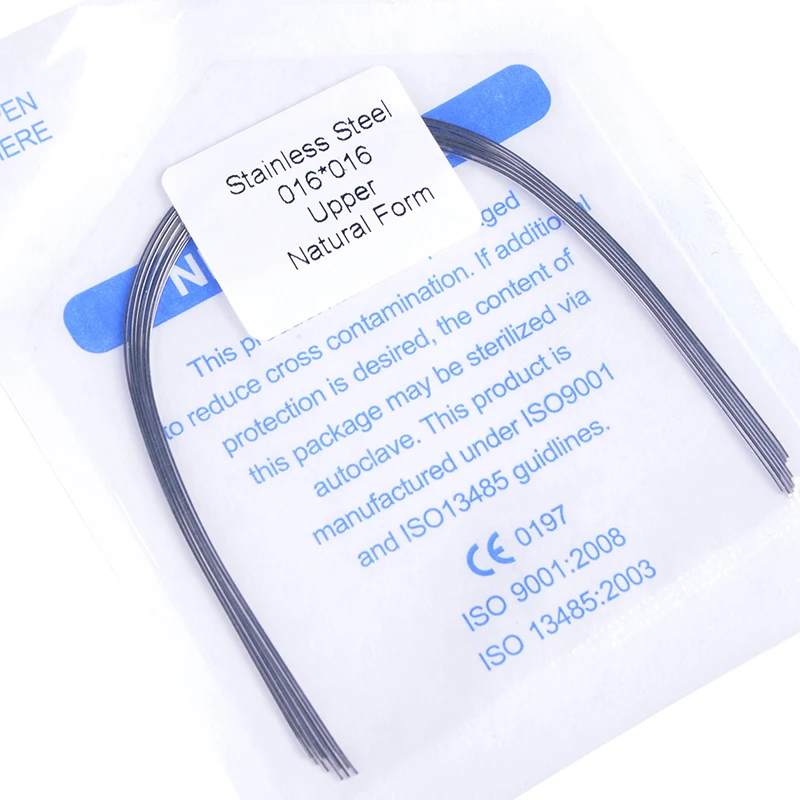 HERE
Stainless Steel
016*016
Upper
Natural Form
This
to reduce cross contamination. If additional
protection is desired, the content of
this package may be sterilized via
autoclave. This product is
manufactured under ISO9001
and ISO13485 guidlines.
CE 0197
ISO 9001:2008
ISO 13485:2003